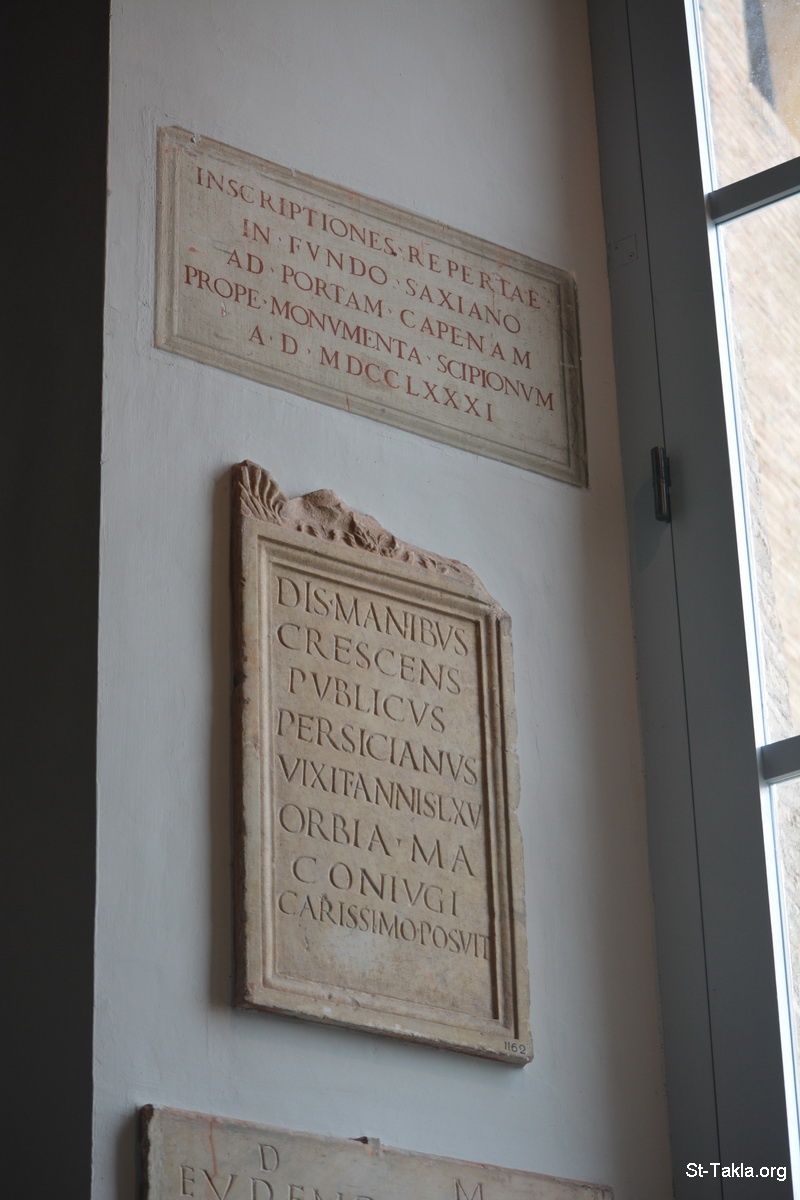 INSCRIPTIONES·REPERTAE·
IN·FVNDO·SAXIANO
AD·PORTAM·CAPENAM
PROPE·MONVMENTA·SCIPIONVM
A·D·MDCCLXXXI
DIS·MANIBVS
CRESCENS
PVBLICVS
PERSICIANVS
VIXIT·ANNIS LXV
ORBIA·MA
CONIVGI
CARISSIMO·POSVIT
1162
D M
St-Takla.org